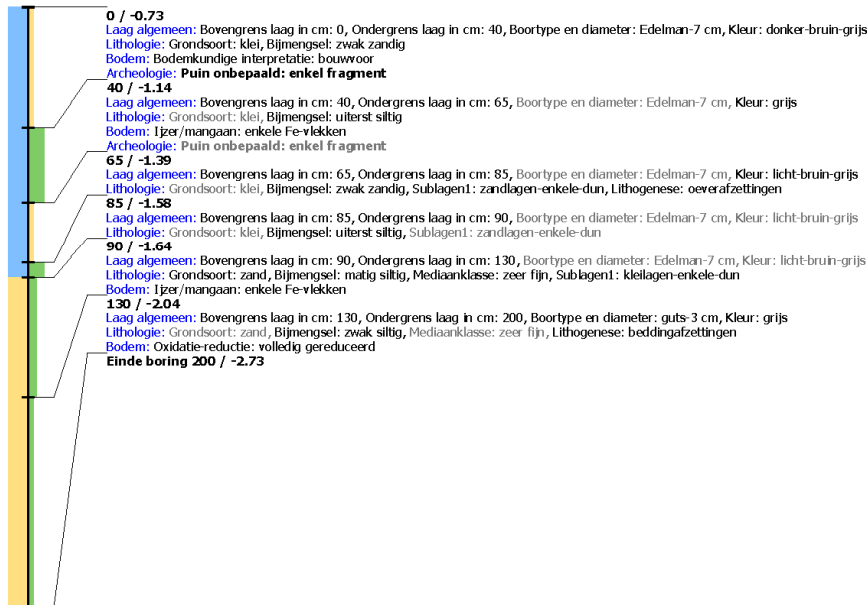 0 / -0.73
Laag algemeen: Bovengrens laag in cm: 0, Ondergrens laag in cm: 40, Boortype en diameter: Edelman-7 cm, Kleur: donker-bruin-grijs
Lithologie: Grondsoort: klei, Bijmengsel: zwak zandig
Bodem: Bodemkundige interpretatie: bouwvoor
Archeologie: Puin onbepaald: enkel fragment
40 / -1.14
Laag algemeen: Bovengrens laag in cm: 40, Ondergrens laag in cm: 65, Boortype en diameter: Edelman-7 cm, Kleur: grijs
Lithologie: Grondsoort: klei, Bijmengsel: uiterst siltig
Bodem: Ijzer/mangaan: enkele Fe-vlekken
Archeologie: Puin onbepaald: enkel fragment
65 / -1.39
Laag algemeen: Bovengrens laag in cm: 65, Ondergrens laag in cm: 85, Boortype en diameter: Edelman-7 cm, Kleur: licht-bruin-grijs
Lithologie: Grondsoort: klei, Bijmengsel: zwak zandig, Sublagen1: zandlagen-enkele-dun, Lithogenese: oeverafzettingen
85 / -1.58
Laag algemeen: Bovengrens laag in cm: 85, Ondergrens laag in cm: 90, Boortype en diameter: Edelman-7 cm, Kleur: licht-bruin-grijs
Lithologie: Grondsoort: klei, Bijmengsel: uiterst siltig, Sublagen1: zandlagen-enkele-dun
90 / -1.64
Laag algemeen: Bovengrens laag in cm: 90, Ondergrens laag in cm: 130, Boortype en diameter: Edelman-7 cm, Kleur: licht-bruin-grijs
Lithologie: Grondsoort: zand, Bijmengsel: matig siltig, Mediaanklasse: zeer fijn, Sublagen1: kleilagen-enkele-dun
Bodem: Ijzer/mangaan: enkele Fe-vlekken
130 / -2.04
Laag algemeen: Bovengrens laag in cm: 130, Ondergrens laag in cm: 200, Boortype en diameter: guts-3 cm, Kleur: grijs
Lithologie: Grondsoort: zand, Bijmengsel: zwak siltig, Mediaanklasse: zeer fijn, Lithogenese: beddingafzettingen
Bodem: Oxidatie-reductie: volledig gereduceerd
Einde boring 200 / -2.73